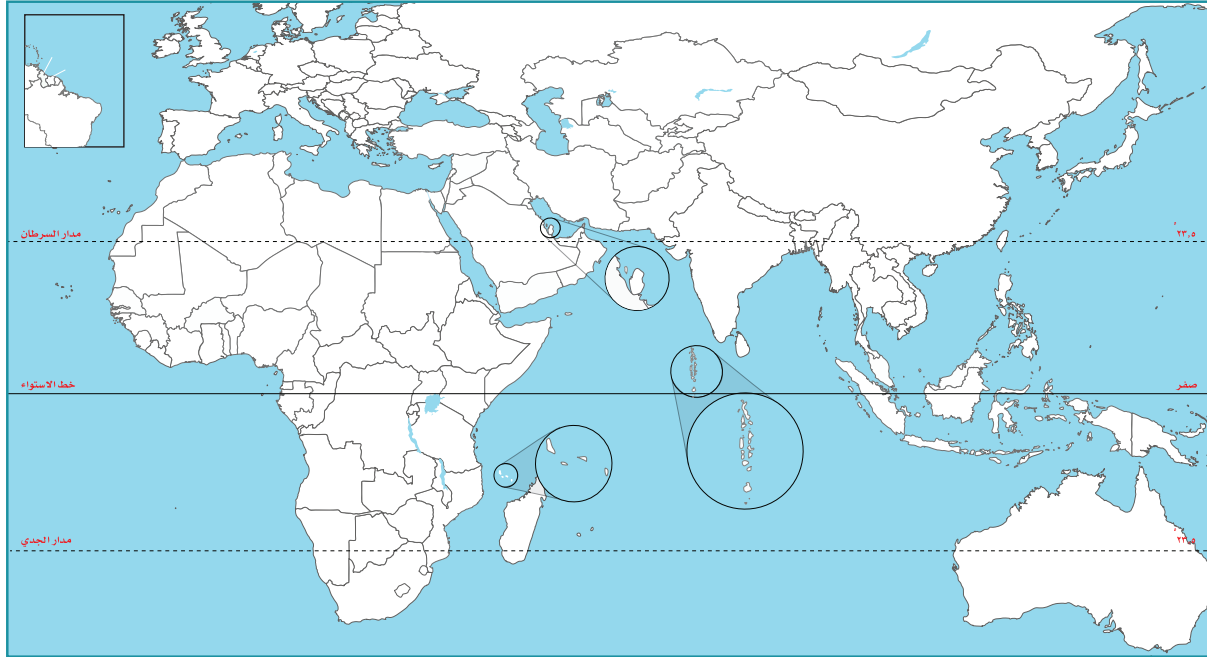 مدار السرطان
°٢٣,٥
خط الاستواء
صفر
مدار الجدي
°٢٣,٥